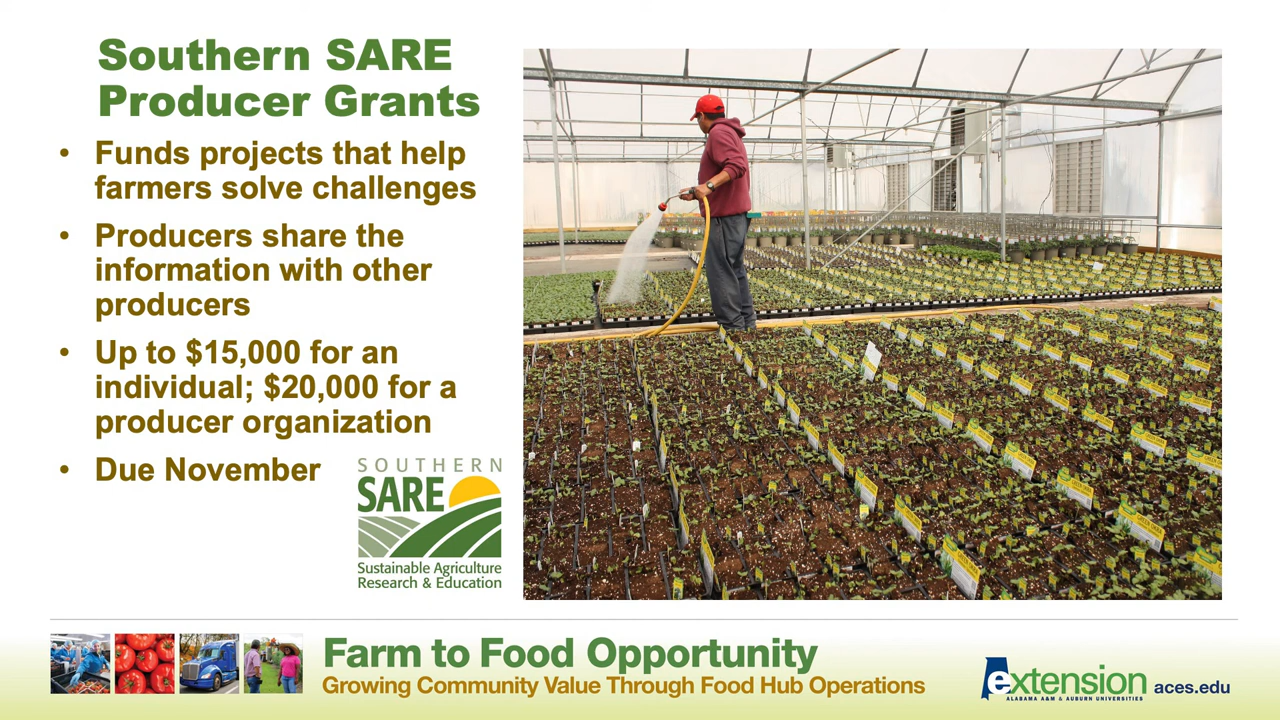 Southern SARE
Producer Grants
• Funds projects that help
farmers solve challenges
• Producers share the
information with other
producers
• Up to $15,000 for an
individual; $20,000 for a
producer organization
• Due November
SOUTHERN
SARE
Sustainable Agriculture
Research & Education
Farm to Food Opportunity
Growing Community Value Through Food Hub Operations
extension
ALABAMA A&M & AUBURN UNIVERSITIES
aces.edu